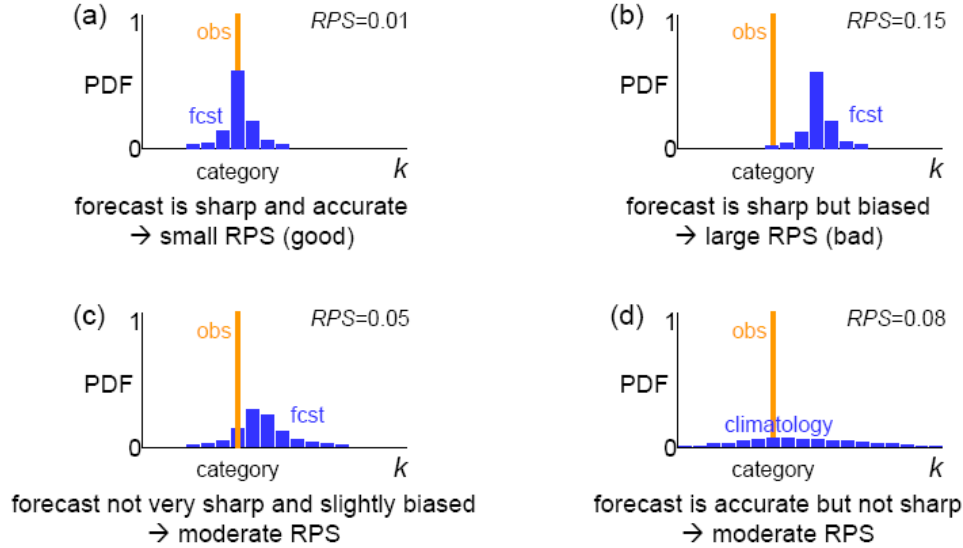 (a)
1
obs
RPS=0.01
PDF
fcst
0
category
k
forecast is sharp and accurate
→ small RPS (good)
(b)
1
obs
RPS=0.15
PDF
fcst
0
category
k
forecast is sharp but biased
→ large RPS (bad)
(c)
1
obs
RPS=0.05
PDF
fcst
0
category
k
forecast not very sharp and slightly biased
→ moderate RPS
(d)
1
obs
RPS=0.08
PDF
climatology
0
category
k
forecast is accurate but not sharp
→ moderate RPS